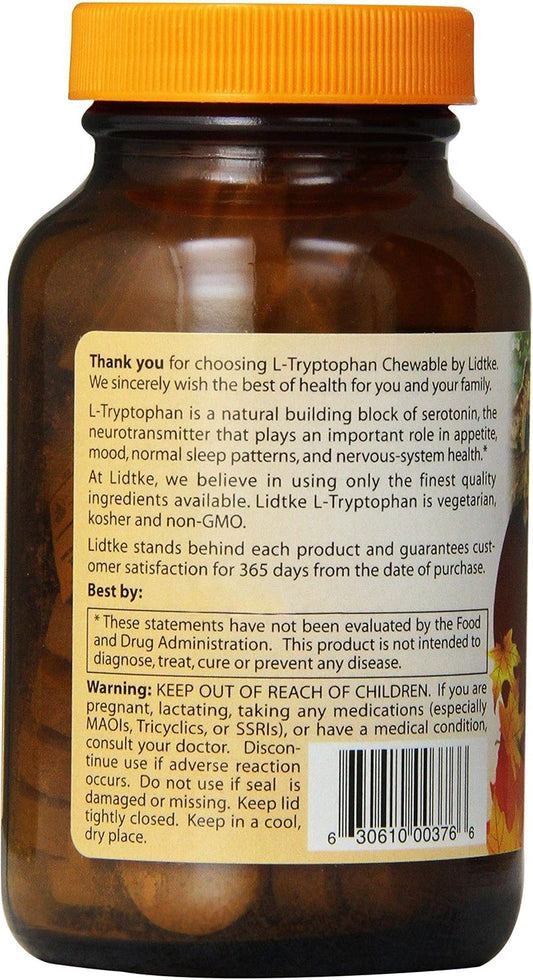 Thank you for choosing L-Tryptophan Chewable by Lidtke.
We sincerely wish the best of health for you and your family.
L-Tryptophan is a natural building block of serotonin, the
neurotransmitter that plays an important role in appetite,
mood, normal sleep patterns, and nervous-system health.*
At Lidtke, we believe in using only the finest quality
ingredients available. Lidtke L-Tryptophan is vegetarian,
kosher and non-GMO.
Lidtke stands behind each product and guarantees cust-
omer satisfaction for 365 days from the date of purchase.
Best by:
* These statements have not been evaluated by the Food
and Drug Administration. This product is not intended to
diagnose, treat, cure or prevent any disease.
Warning: KEEP OUT OF REACH OF CHILDREN. If you are
pregnant, lactating, taking any medications (especially
MAOIs, Tricyclics, or SSRIs), or have a medical condition,
consult your doctor. Discon-
tinue use if adverse reaction
occurs. Do not use if seal is
damaged or missing. Keep lid
tightly closed. Keep in a cool,
dry place.
6 30610 00376 6